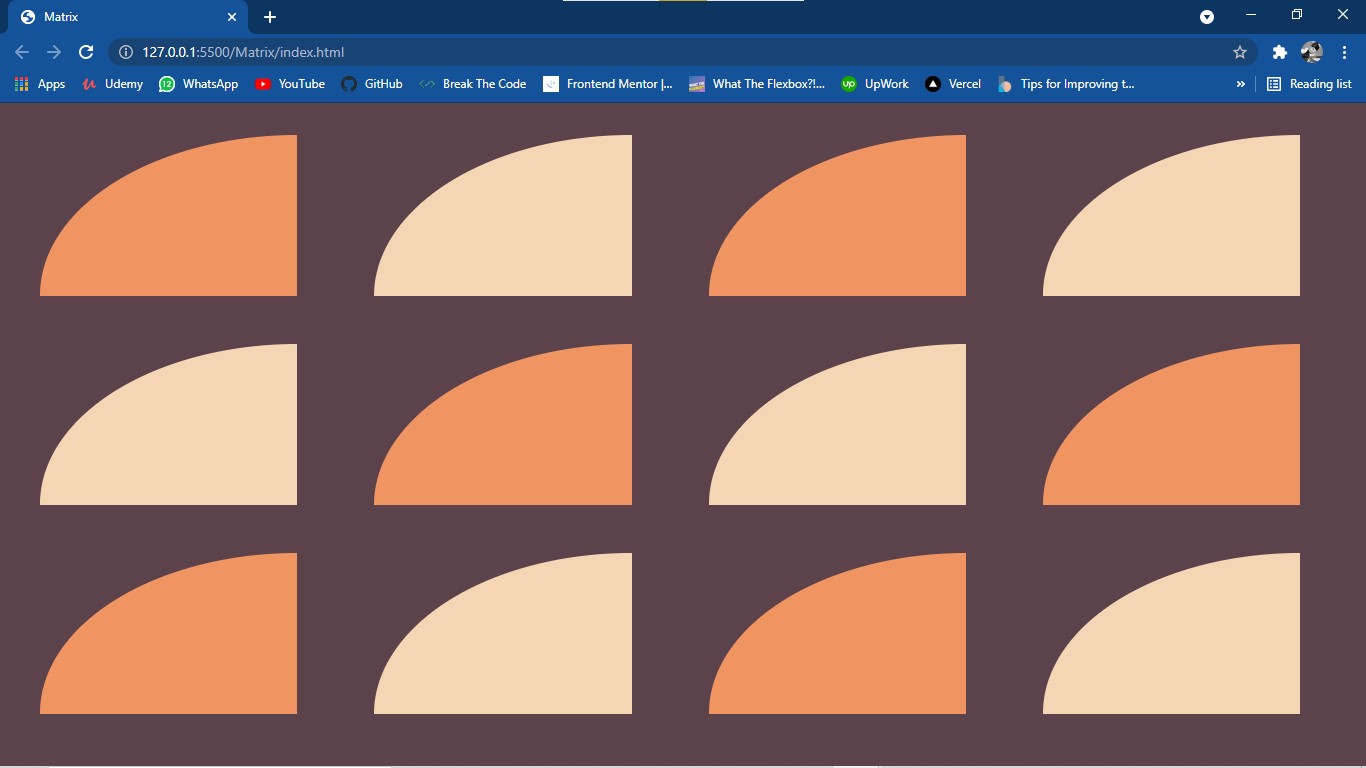 Matrix
127.0.0.1:5500/Matrix/index.html
Apps Udemy 12 WhatsApp YouTube GitHub Break The Code Frontend Mentor |... What The Flexbox?!... up UpWork Vercel Tips for Improving t... » Reading list